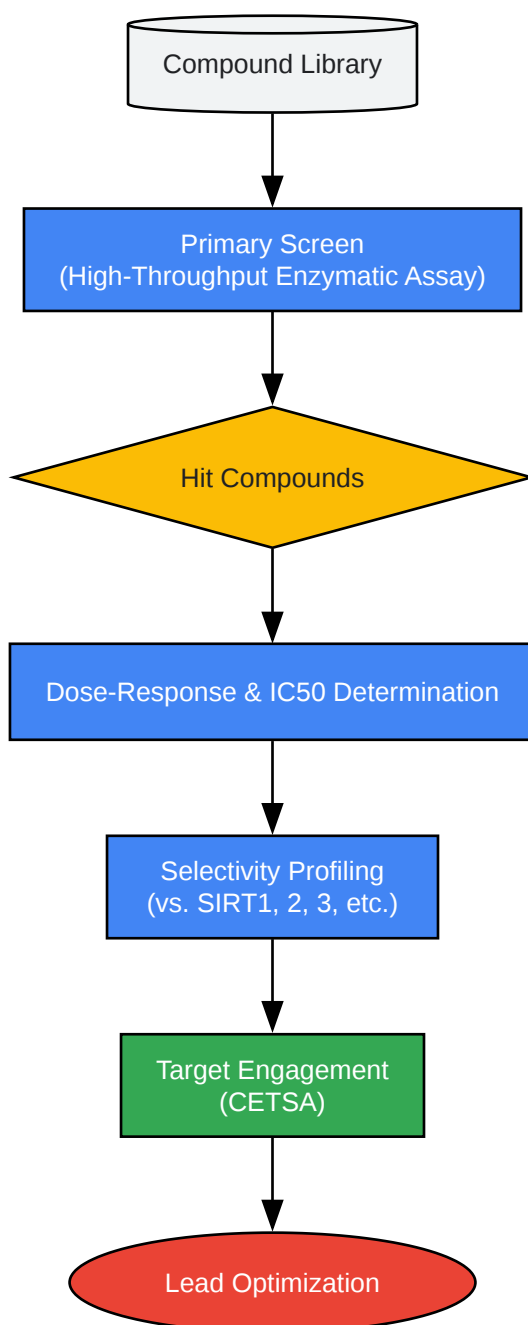 Compound Library
Primary Screen
(High-Throughput Enzymatic Assay)
Hit Compounds
Dose-Response & IC50 Determination
Selectivity Profiling
(vs. SIRT1, 2, 3, etc.)
Target Engagement
(CETSA)
Lead Optimization